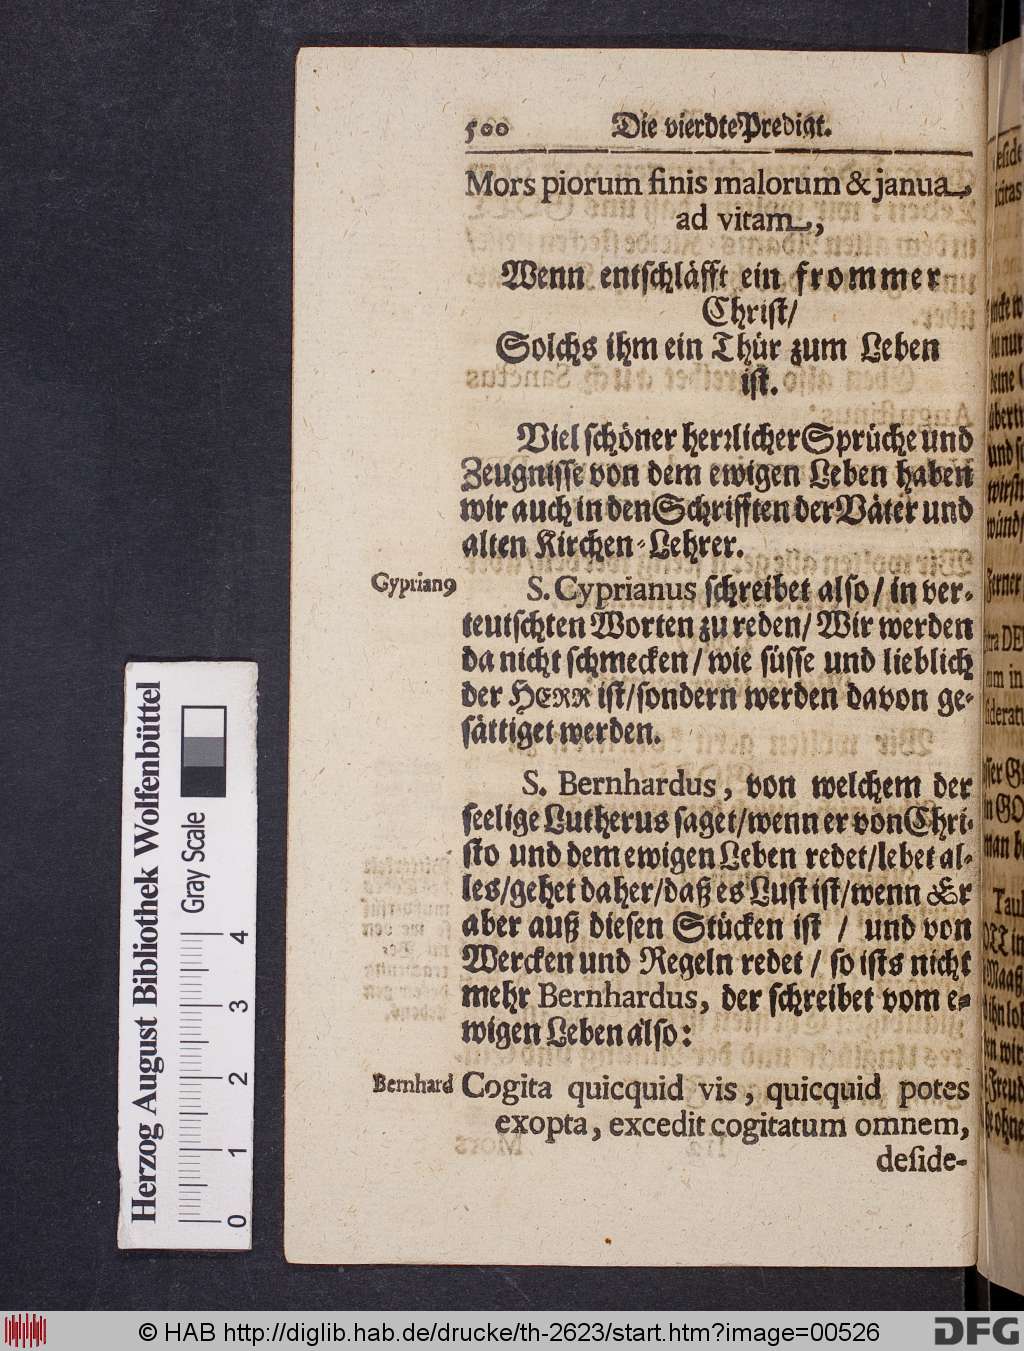 500 Die vierdte Predigt.
Mors piorum finis malorum & janua
ad vitam,
Wenn entschläfft ein frommer
Christ/
Solchs ihm ein Thür zum Leben
ist.
Viel schöner herꝛlicher Sprüche und
Zeugnisse von dem ewigen Leben haben
wir auch in den Schrifften der Väter und
alten Kirchen-Lehrer.
Cyprian9
S. Cyprianus schreibet also/ in ver-
teutschten Worten zu reden/ Wir werden
da nicht schmecken/ wie süsse und lieblich
der HERR ist/ sondern werden davon ge-
sättiget werden.
S. Bernhardus, von welchem der
seelige Lutherus saget/ wenn er von Chri-
sto und dem ewigen Leben redet/ lebet al-
les/ gehet daher/ daß es Lust ist/ wenn Er
aber auß diesen Stücken ist / und von
Wercken und Regeln redet / so ists nicht
mehr Bernhardus, der schreibet vom e-
wigen Leben also:
Bernhard
Cogita quicquid vis, quicquid potes
exopta, excedit cogitatum omnem,
deside-
Herzog August Bibliothek Wolfenbüttel
Gray Scale
0 1 2 3 4
© HAB http://diglib.hab.de/drucke/th-2623/start.htm?image=00526
DFG